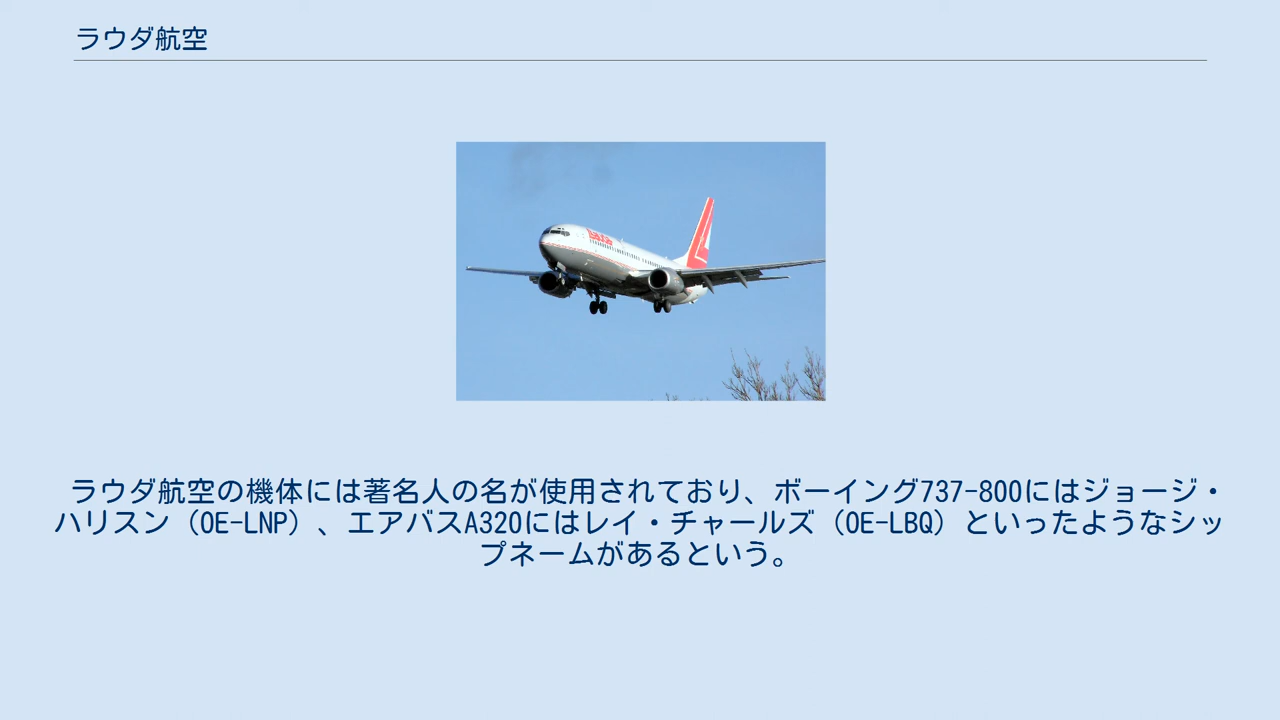 ラウダ航空
ラウダ航空の機体には著名人の名が使用されており、ボーイング737-800にはジョージ・
ハリスン（OE-LNP）、エアバスA320にはレイ・チャールズ（OE-LBQ）といったようなシッ
プネームがあるという。